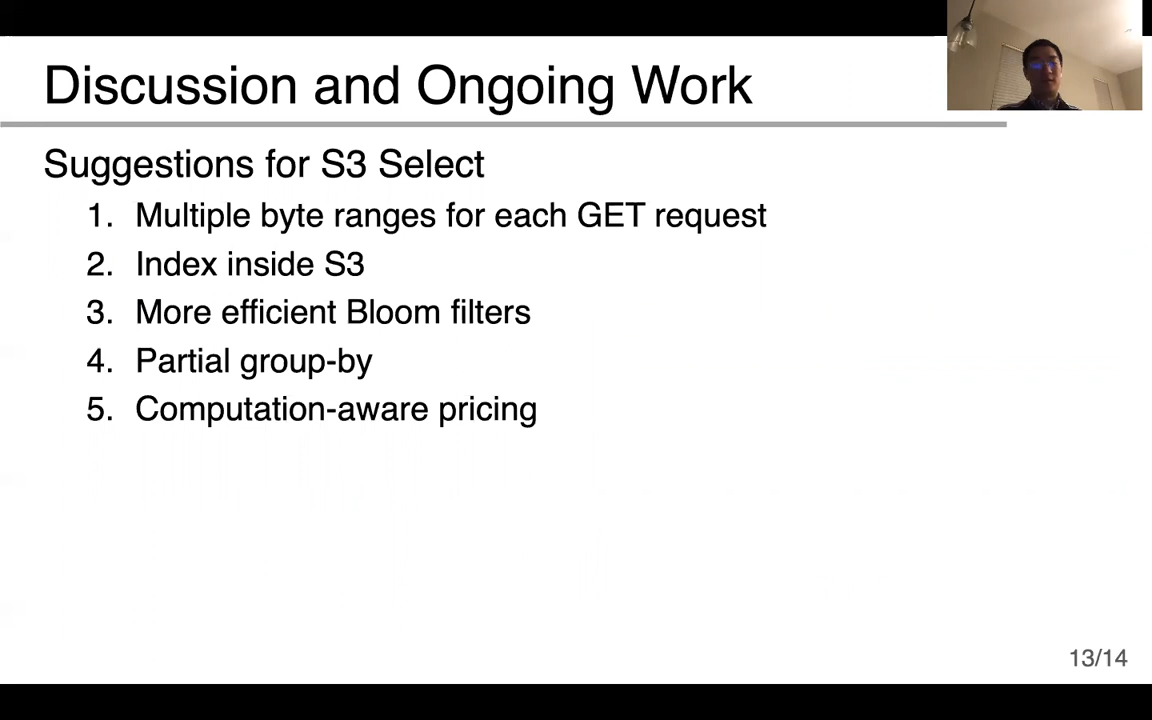 Discussion and Ongoing Work
Suggestions for S3 Select
1. Multiple byte ranges for each GET request
2. Index inside S3
3. More efficient Bloom filters
4. Partial group-by
5. Computation-aware pricing
13/14